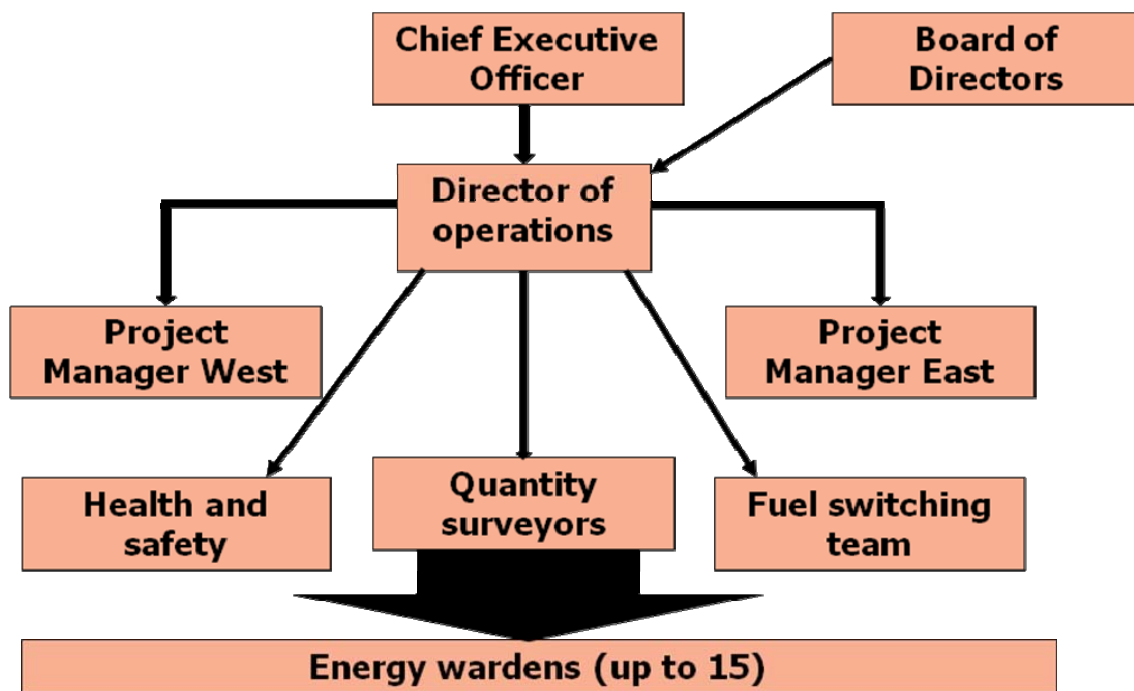 Chief Executive
Officer
Board of
Directors
Director of
operations
Project
Manager West
Project
Manager East
Health and
safety
Quantity
surveyors
Fuel switching
team
Energy wardens (up to 15)